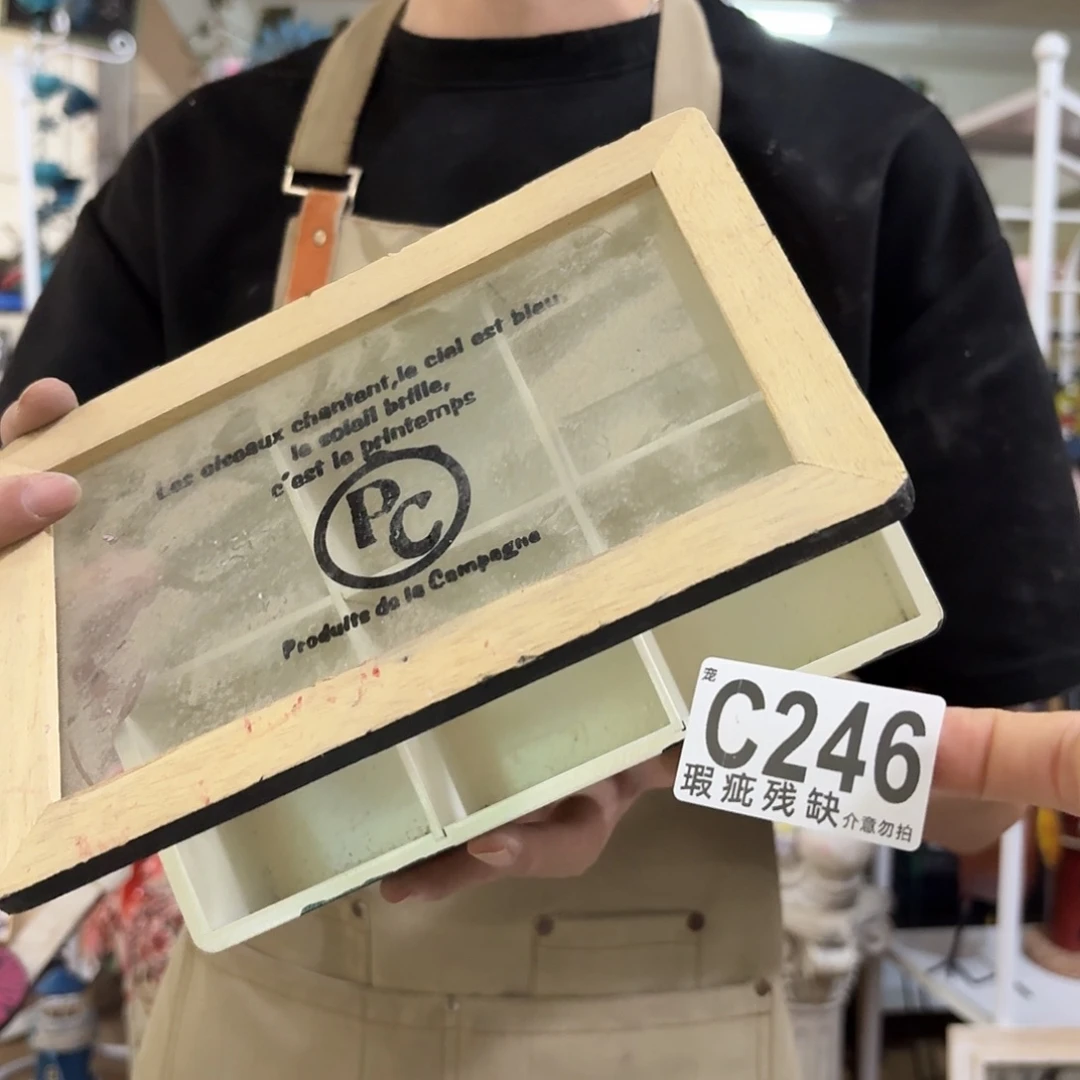 Les oiseaux chantent,le ciel est bleu,
le soleil brille,
c'est le printemps
PC
Produits de la Campagne
宠
C246
瑕疵残缺介意勿拍